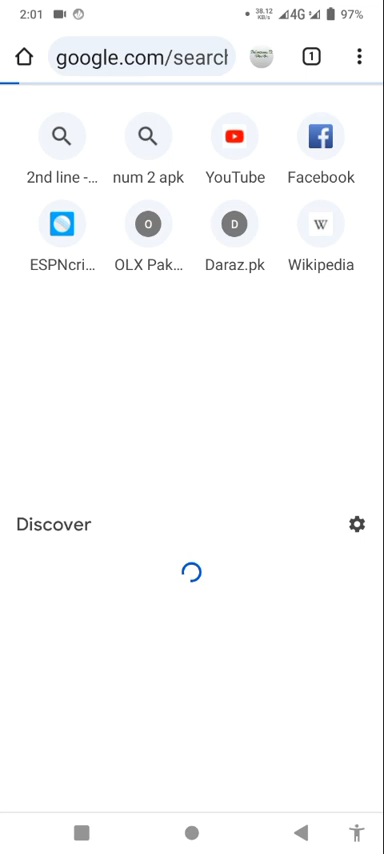 2:01 38.12 KB/s 4G 97%
google.com/search 1
2nd line -... num 2 apk YouTube Facebook
O D W
ESPNcri... OLX Pak... Daraz.pk Wikipedia
Discover